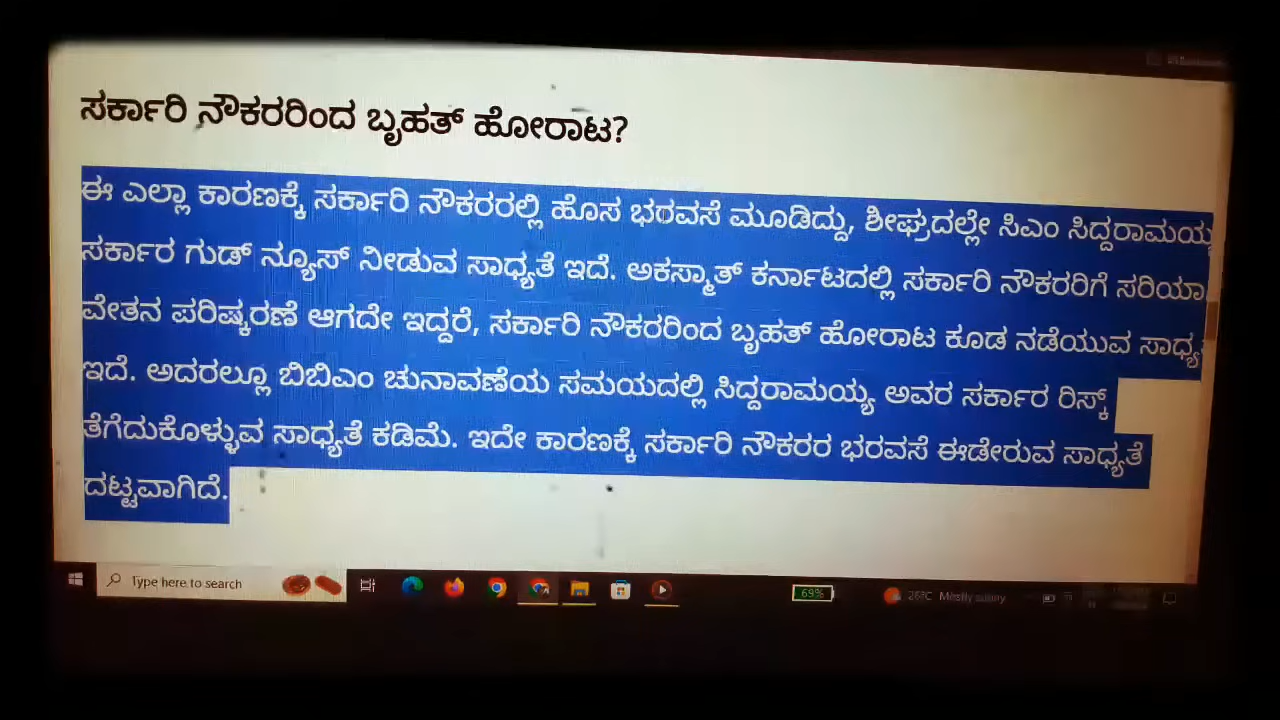 ಸರ್ಕಾರಿ ನೌಕರರಿಂದ ಬೃಹತ್ ಹೋರಾಟ?
ಈ ಎಲ್ಲಾ ಕಾರಣಕ್ಕೆ ಸರ್ಕಾರಿ ನೌಕರರಲ್ಲಿ ಹೊಸ ಭರವಸೆ ಮೂಡಿದ್ದು, ಶೀಘ್ರದಲ್ಲೇ ಸಿಎಂ ಸಿದ್ದರಾಮಯ್ಯ
ಸರ್ಕಾರ ಗುಡ್ ನ್ಯೂಸ್ ನೀಡುವ ಸಾಧ್ಯತೆ ಇದೆ. ಅಕಸ್ಮಾತ್ ಕರ್ನಾಟದಲ್ಲಿ ಸರ್ಕಾರಿ ನೌಕರರಿಗೆ ಸರಿಯಾ
ವೇತನ ಪರಿಷ್ಕರಣೆ ಆಗದೇ ಇದ್ದರೆ, ಸರ್ಕಾರಿ ನೌಕರರಿಂದ ಬೃಹತ್ ಹೋರಾಟ ಕೂಡ ನಡೆಯುವ ಸಾಧ್ಯ
ಇದೆ. ಅದರಲ್ಲೂ ಬಿಬಿಎಂ ಚುನಾವಣೆಯ ಸಮಯದಲ್ಲಿ ಸಿದ್ದರಾಮಯ್ಯ ಅವರ ಸರ್ಕಾರ ರಿಸ್ಕ್
ತೆಗೆದುಕೊಳ್ಳುವ ಸಾಧ್ಯತೆ ಕಡಿಮೆ. ಇದೇ ಕಾರಣಕ್ಕೆ ಸರ್ಕಾರಿ ನೌಕರರ ಭರವಸೆ ಈಡೇರುವ ಸಾಧ್ಯತೆ
ದಟ್ಟವಾಗಿದೆ.
Type here to search 69% 26°C Mostly sunny